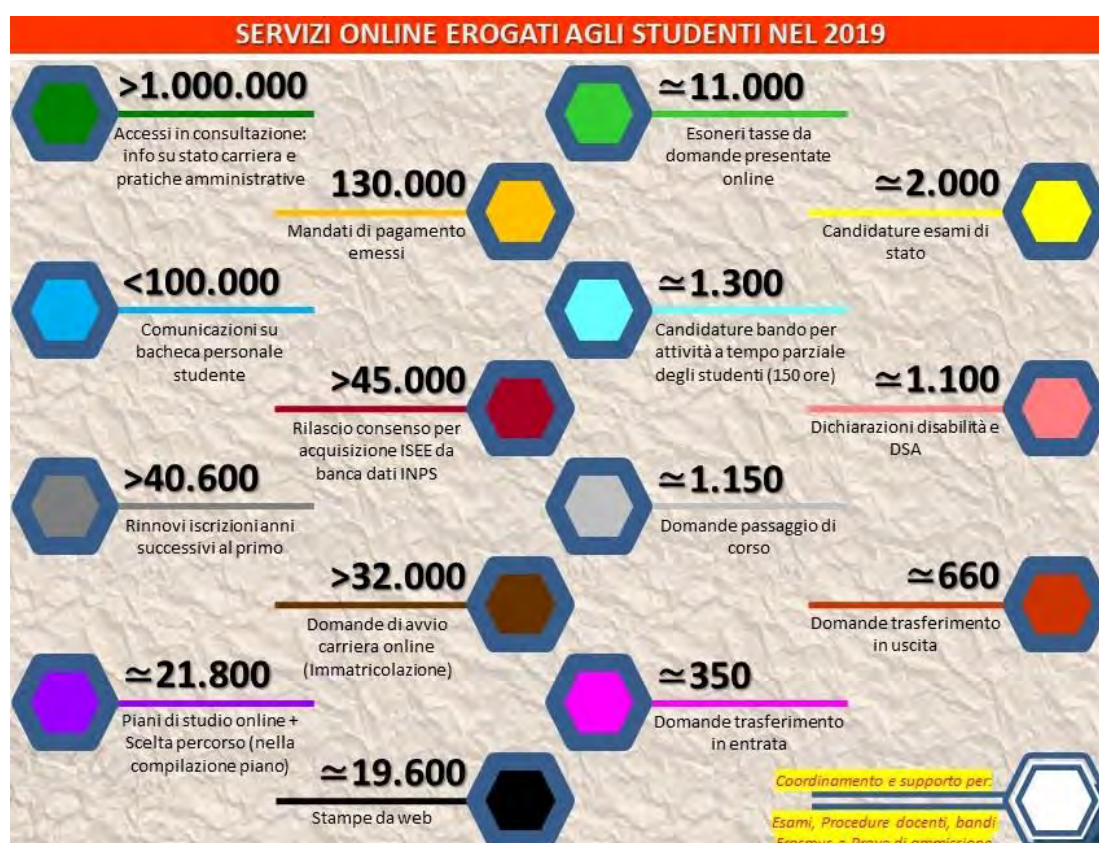 SERVIZI ONLINE EROGATI AGLI STUDENTI NEL 2019
>1.000.000
Accessi in consultazione:
info su stato carriera e
pratiche amministrative
130.000
Mandati di pagamento
emessi
<100.000
Comunicazioni su
bacheca personale
studente
>45.000
Rilascio consenso per
acquisizione ISEE da
banca dati INPS
>40.600
Rinnovi iscrizioni anni
successivi al primo
>32.000
Domande di avvio
carriera online
(Immatricolazione)
≃21.800
Piani di studio online +
Scelta percorso (nella
compilazione piano)
≃19.600
Stampe da web
≃11.000
Esoneri tasse da
domande presentate
online
≃2.000
Candidature esami di
stato
≃1.300
Candidature bando per
attività a tempo parziale
degli studenti (150 ore)
≃1.100
Dichiarazioni disabilità e
DSA
≃1.150
Domande passaggio di
corso
≃660
Domande trasferimento
in uscita
≃350
Domande trasferimento
in entrata
Coordinamento e supporto per:
Esami, Procedure docenti, bandi
Erasmus e Prove di ammissione